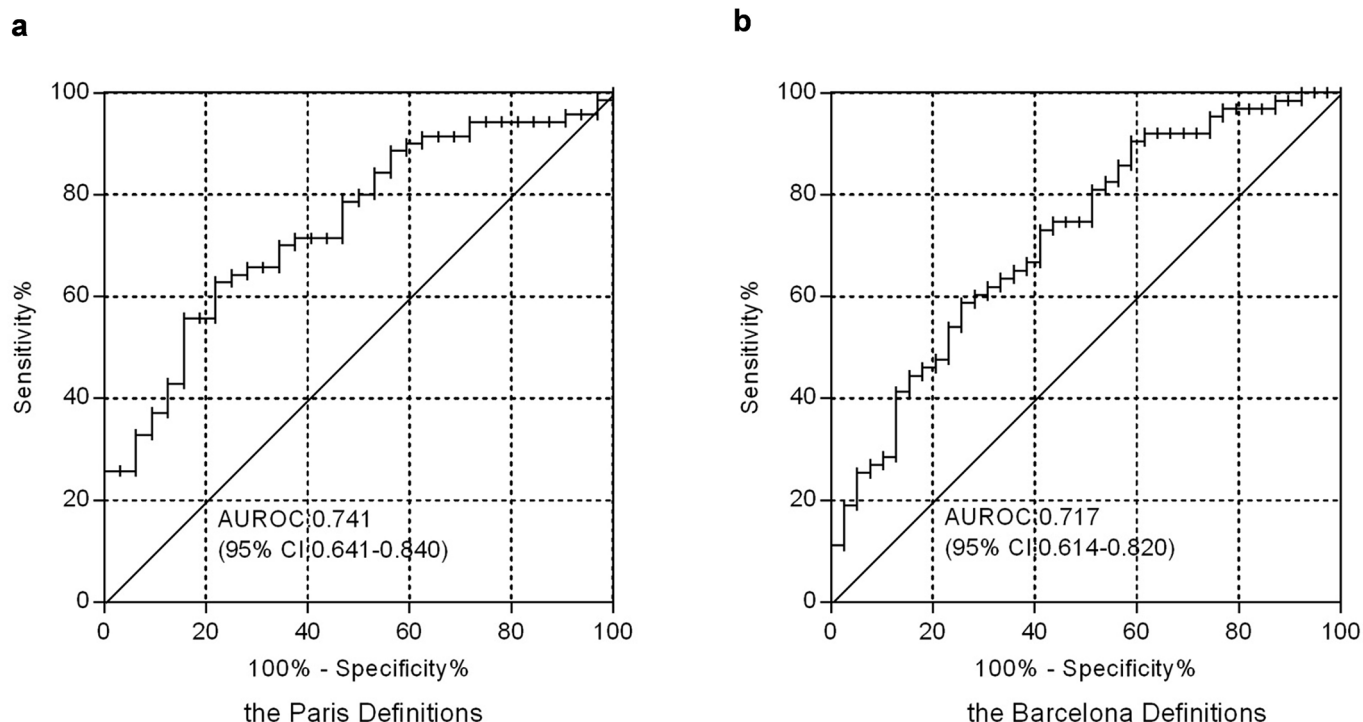 a
100
80
60
40
20
0
Sensitivity%
AUROC:0.741
(95% CI:0.641-0.840)
0 20 40 60 80 100
100% - Specificity%
the Paris Definitions
b
100
80
60
40
20
0
Sensitivity%
AUROC:0.717
(95% CI:0.614-0.820)
0 20 40 60 80 100
100% - Specificity%
the Barcelona Definitions